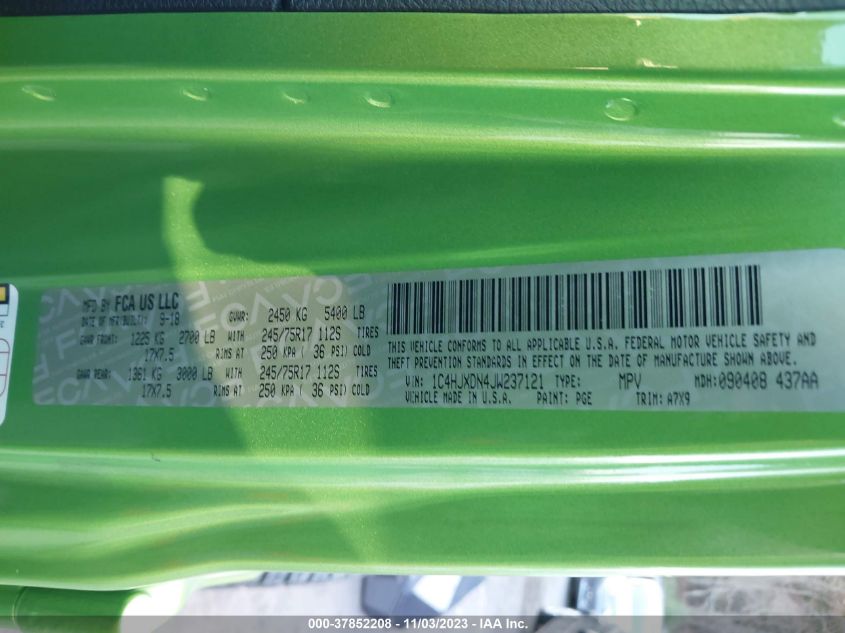 MFD BY FCA US LLC
DATE OF MFR(BUILT): 9-18 GVWR: 2450 KG 5400 LB
GAWR FRONT: 1225 KG 2700 LB WITH 245/75R17 112S TIRES
17X7.5 RIMS AT 250 KPA( 36 PSI) COLD
GAWR REAR: 1361 KG 3000 LB WITH 245/75R17 112S TIRES
17X7.5 RIMS AT 250 KPA( 36 PSI) COLD
THIS VEHICLE CONFORMS TO ALL APPLICABLE U.S.A. FEDERAL MOTOR VEHICLE SAFETY AND
THEFT PREVENTION STANDARDS IN EFFECT ON THE DATE OF MANUFACTURE SHOWN ABOVE.
VIN: 1C4HJXDN4JW237121 TYPE: MPV MDH:090408 437AA
VEHICLE MADE IN U.S.A. PAINT: PGE TRIM: A7X9
000-37852208 - 11/03/2023 - IAA Inc.